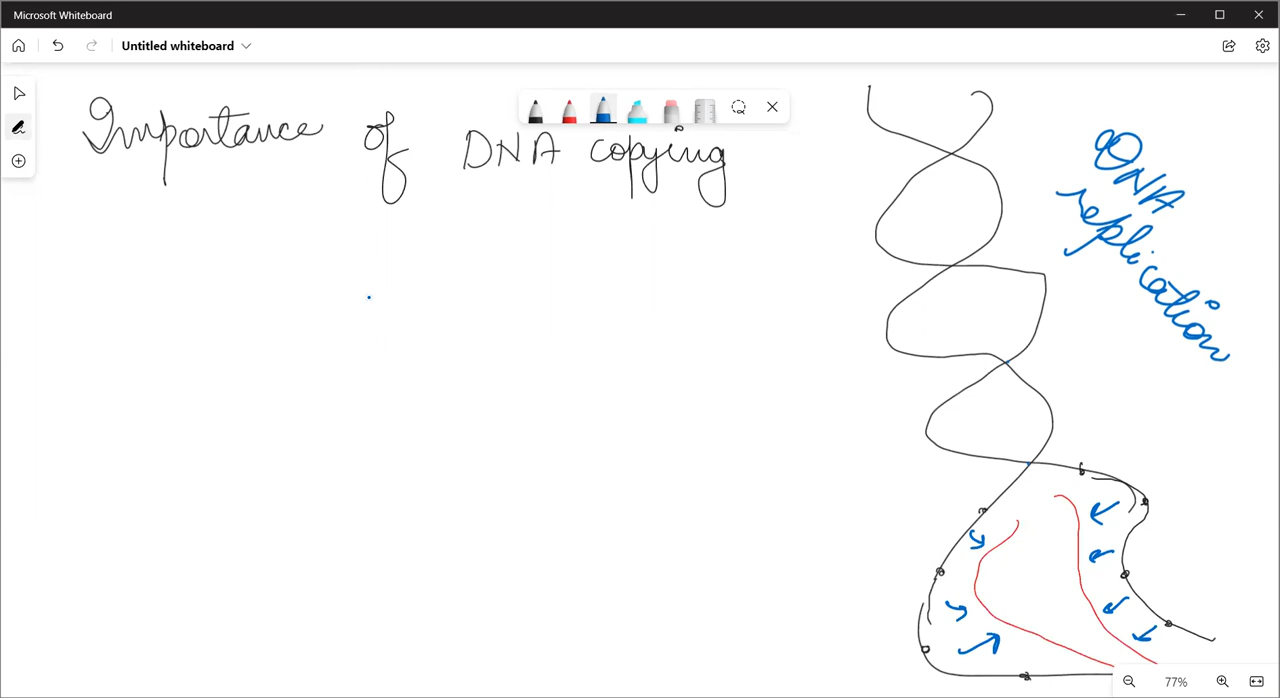 Microsoft Whiteboard
Untitled whiteboard
Importance of DNA copying
DNA
replication
77%